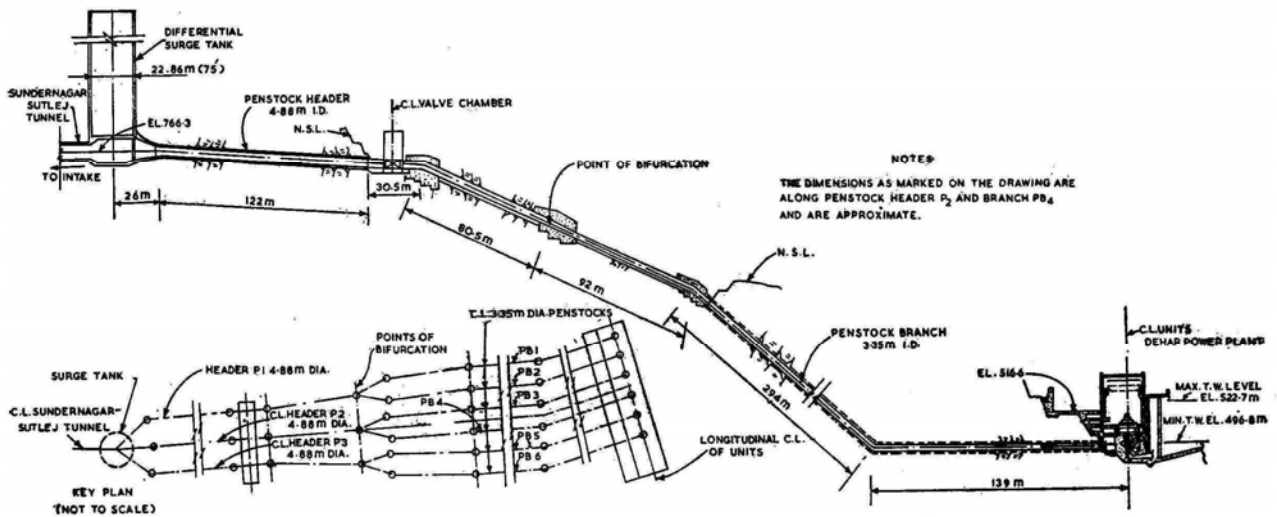 DIFFERENTIAL
SURGE TANK
22.86m (75')
SUNDERNAGAR
SUTLEJ
TUNNEL
EL.766.3
TO INTAKE
PENSTOCK HEADER
4.88m I.D.
N.S.L.
C.L.VALVE CHAMBER
26m
122m
30.5m
POINT OF BIFURCATION
80.5m
92m
NOTES
THE DIMENSIONS AS MARKED ON THE DRAWING ARE
ALONG PENSTOCK HEADER P2 AND BRANCH PB4
AND ARE APPROXIMATE.
N.S.L.
PENSTOCK BRANCH
3.35m I.D.
294m
C.L.UNITS
DEHAR POWER PLANT
EL.516.6
MAX.T.W.LEVEL
EL.522.7m
MIN.T.W.EL.496.8m
139 m
C.L.3.35m DIA.PENSTOCKS
POINTS OF
BIFURCATION
SURGE TANK
HEADER P1 4.88m DIA.
C.L.SUNDERNAGAR-
SUTLEJ TUNNEL
C.L.HEADER P2
4.88m DIA.
C.L.HEADER P3
4.88m DIA.
PB1
PB2
PB3
PB4
PB5
PB6
LONGITUDINAL C.L.
OF UNITS
KEY PLAN
(NOT TO SCALE)